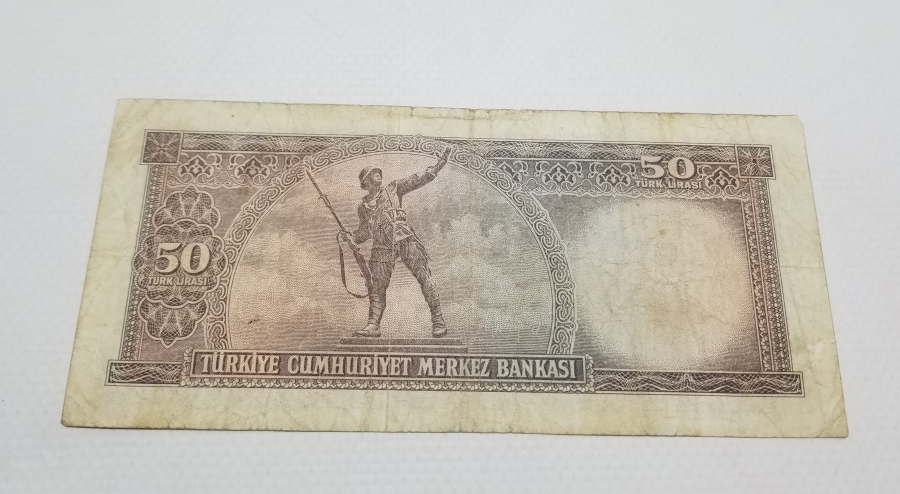 50
TÜRK LİRASI
50
TÜRK LİRASI
TÜRKİYE CUMHURİYET MERKEZ BANKASI